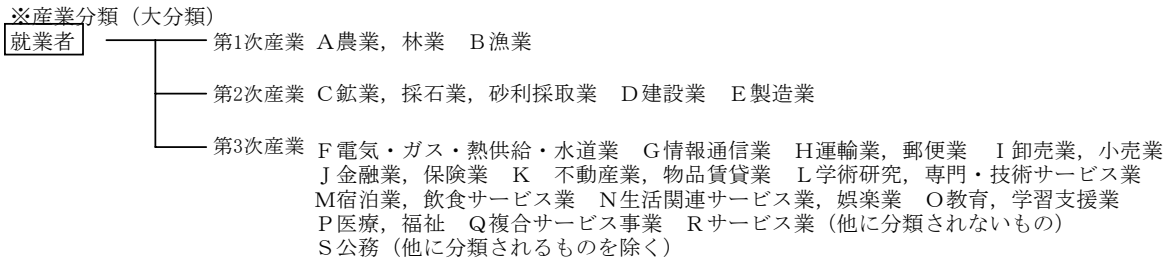 ※産業分類（大分類）
就業者
第1次産業 Ａ農業，林業　Ｂ漁業
第2次産業 Ｃ鉱業，採石業，砂利採取業　Ｄ建設業　Ｅ製造業
第3次産業 Ｆ電気・ガス・熱供給・水道業　Ｇ情報通信業　Ｈ運輸業，郵便業　Ｉ卸売業，小売業
Ｊ金融業，保険業　Ｋ　不動産業，物品賃貸業　Ｌ学術研究，専門・技術サービス業
Ｍ宿泊業，飲食サービス業　Ｎ生活関連サービス業，娯楽業　Ｏ教育，学習支援業
Ｐ医療，福祉　Ｑ複合サービス事業　Ｒサービス業（他に分類されないもの）
Ｓ公務（他に分類されるものを除く）